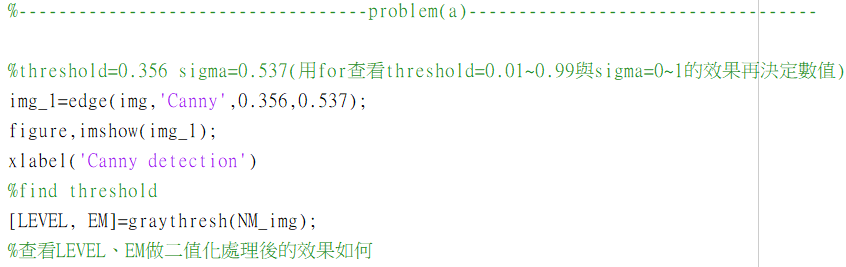 %-----------------------------------problem(a)-----------------------------------
%threshold=0.356 sigma=0.537(用for查看threshold=0.01~0.99與sigma=0~1的效果再決定數值)
img_1=edge(img,'Canny',0.356,0.537);
figure,imshow(img_1);
xlabel('Canny detection')
%find threshold
[LEVEL, EM]=graythresh(NM_img);
%查看LEVEL、EM做二值化處理後的效果如何